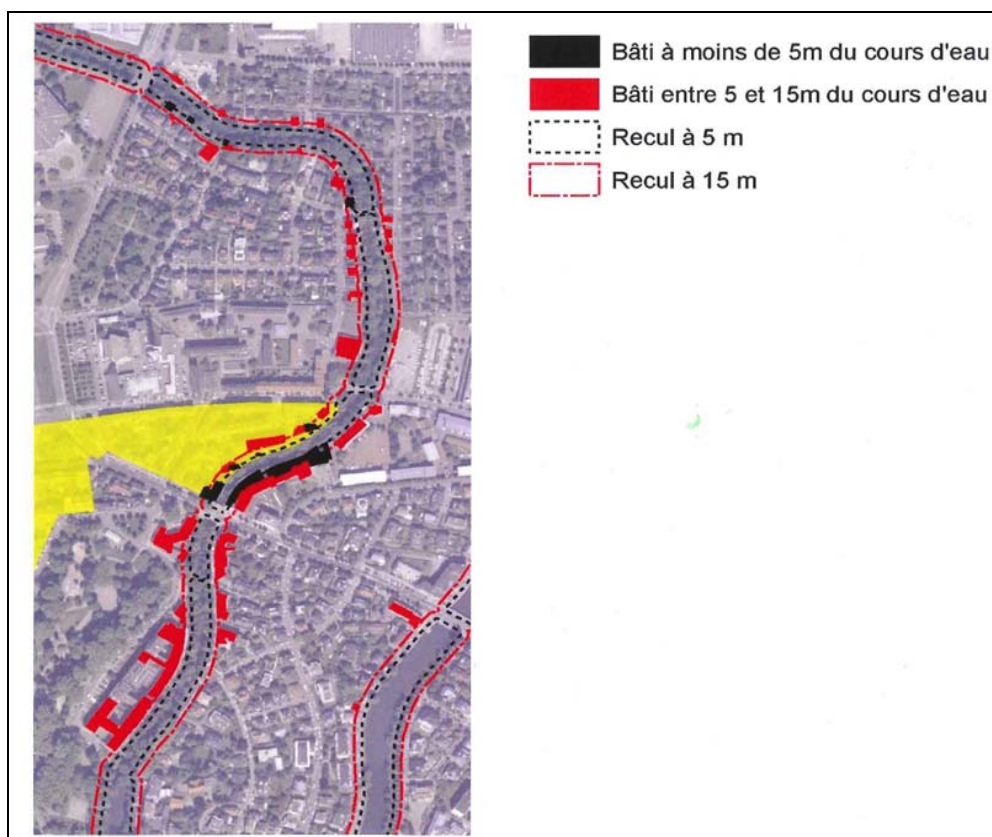 Bâti à moins de 5m du cours d'eau
Bâti entre 5 et 15m du cours d'eau
Recul à 5 m
Recul à 15 m